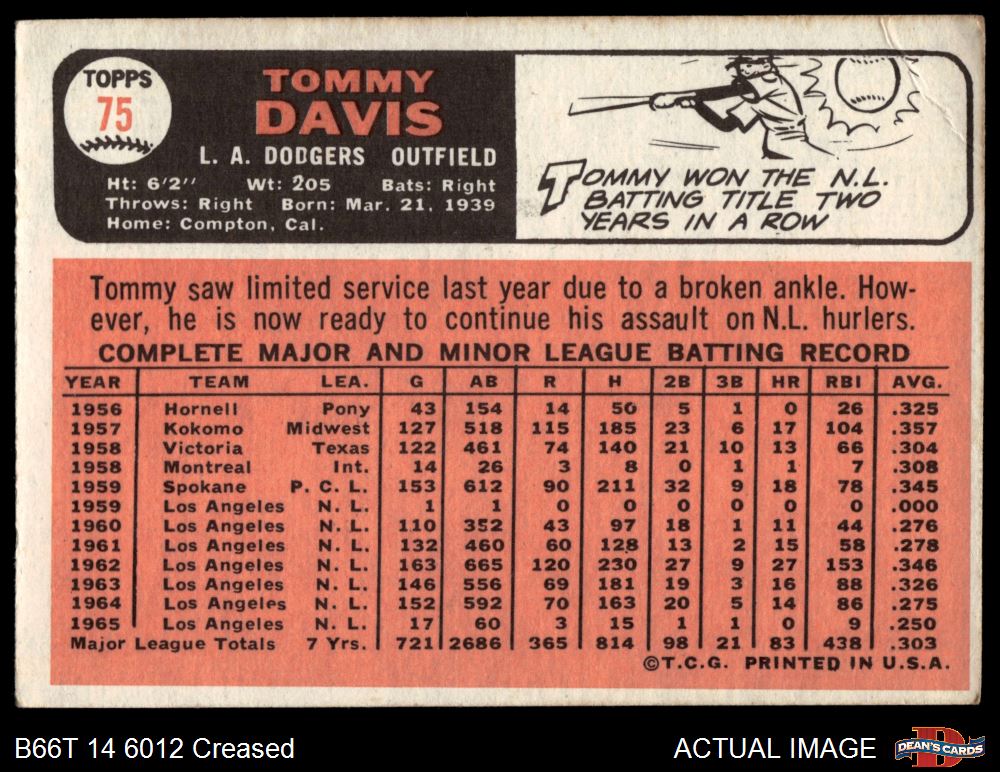 TOPPS
75
TOMMY
DAVIS
L. A. DODGERS OUTFIELD
Ht: 6'2" Wt: 205 Bats: Right
Throws: Right Born: Mar. 21, 1939
Home: Compton, Cal.
TOMMY WON THE N.L.
BATTING TITLE TWO
YEARS IN A ROW
Tommy saw limited service last year due to a broken ankle. How-
ever, he is now ready to continue his assault on N.L. hurlers.
COMPLETE MAJOR AND MINOR LEAGUE BATTING RECORD
YEAR TEAM LEA. G AB R H 2B 3B HR RBI AVG.
1956 Hornell Pony 43 154 14 50 5 1 0 26 .325
1957 Kokomo Midwest 127 518 115 185 23 6 17 104 .357
1958 Victoria Texas 122 461 74 140 21 10 13 66 .304
1958 Montreal Int. 14 26 3 8 0 1 1 7 .308
1959 Spokane P. C. L. 153 612 90 211 32 9 18 78 .345
1959 Los Angeles N. L. 1 1 0 0 0 0 0 0 .000
1960 Los Angeles N. L. 110 352 43 97 18 1 11 44 .276
1961 Los Angeles N. L. 132 460 60 128 13 2 15 58 .278
1962 Los Angeles N. L. 163 665 120 230 27 9 27 153 .346
1963 Los Angeles N. L. 146 556 69 181 19 3 16 88 .326
1964 Los Angeles N. L. 152 592 70 163 20 5 14 86 .275
1965 Los Angeles N. L. 17 60 3 15 1 1 0 9 .250
Major League Totals 7 Yrs. 721 2686 365 814 98 21 83 438 .303
©T.C.G. PRINTED IN U.S.A.
B66T 14 6012 Creased
ACTUAL IMAGE
DEAN'S CARDS